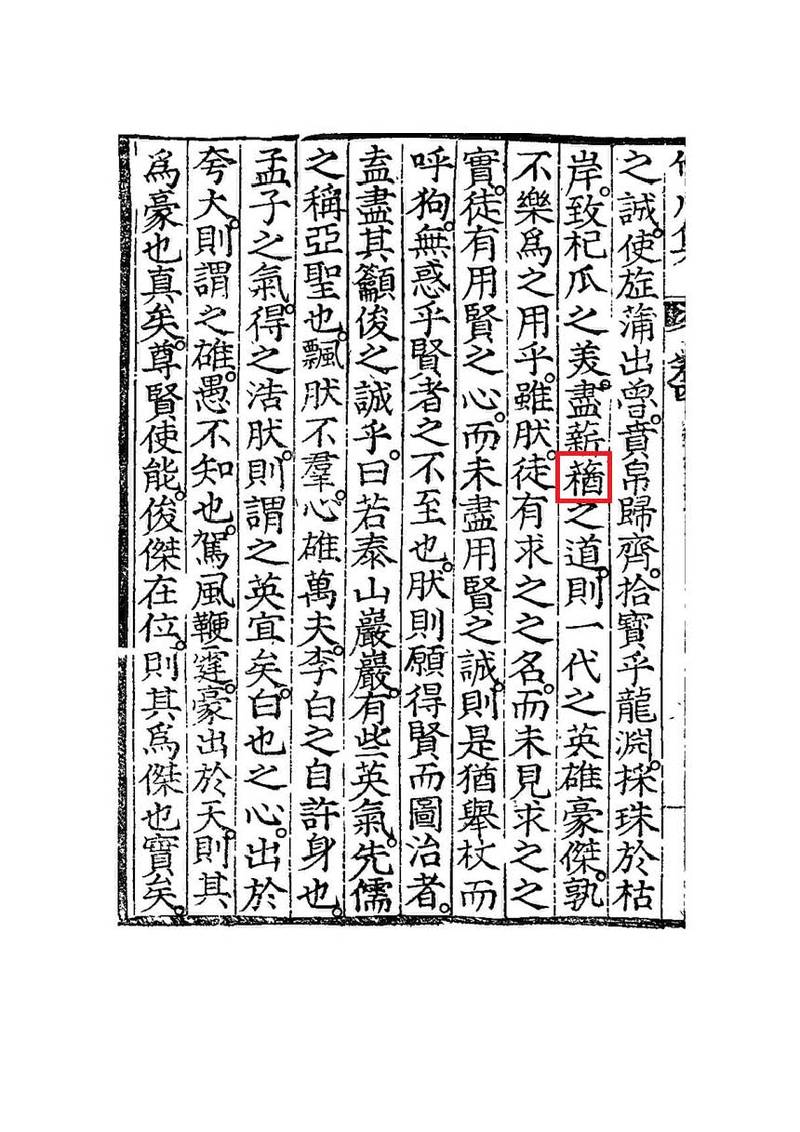 之誠使旋蒲出魯賁帛歸齊拾寶乎龍淵採珠於枯
岸致杞瓜之美盡薪蕕之道則一代之英雄豪傑孰
不樂爲之用乎雖肰徒有求之之名而未見求之之
實徒有用賢之心而未盡用賢之誠則是猶舉杖而
呼狗無惑乎賢者之不至也肰則願得賢而圖治者
盍盡其籲俊之誠乎曰若泰山巖巖有些英氣先儒
之稱亞聖也飄肰不羣心雄萬夫李白之自許身也
孟子之氣得之浩肰則謂之英宜矣白也之心出於
夸大則謂之雄愚不知也駕風鞭霆豪出於天則其
爲豪也真矣尊賢使能俊傑在位則其爲傑也實矣